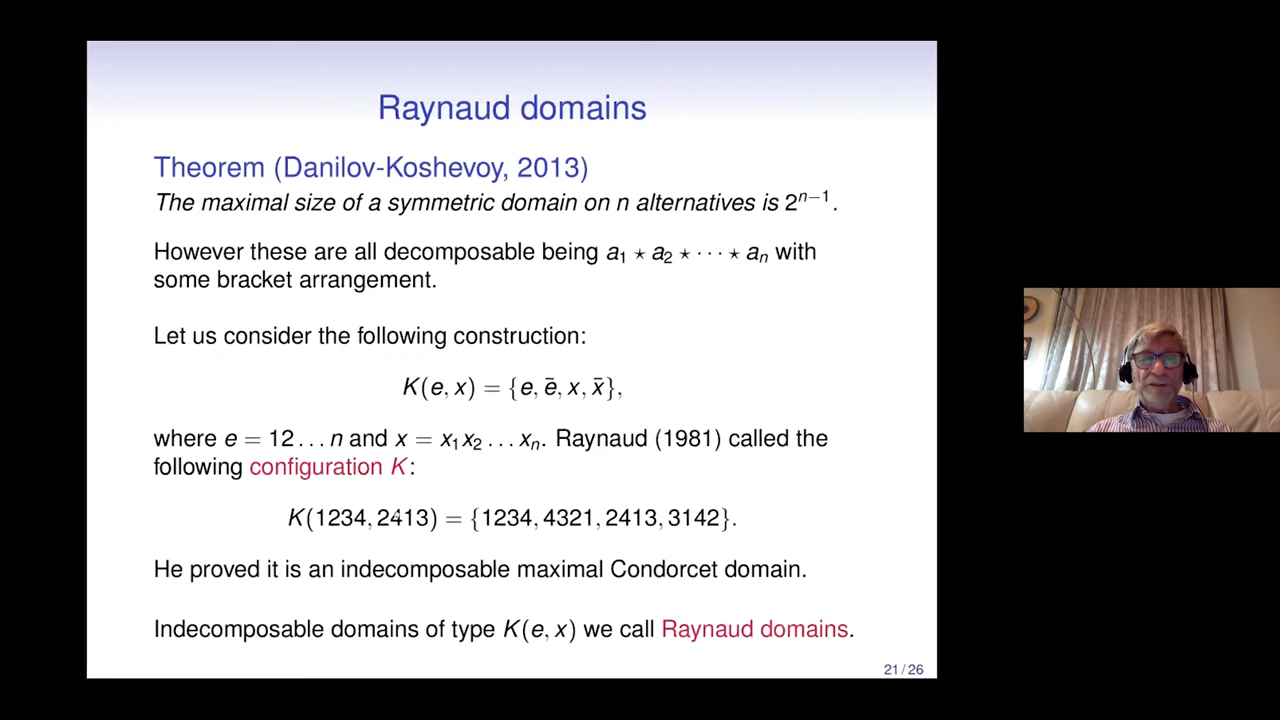 Raynaud domains
Theorem (Danilov-Koshevoy, 2013)
The maximal size of a symmetric domain on n alternatives is 2ⁿ⁻¹.
However these are all decomposable being a₁ ⋆ a₂ ⋆ ⋯ ⋆ aₙ with
some bracket arrangement.
Let us consider the following construction:
K(e, x) = {e, ē, x, x̄},
where e = 12 . . . n and x = x₁x₂ . . . xₙ. Raynaud (1981) called the
following configuration K:
K(1234, 2413) = {1234, 4321, 2413, 3142}.
He proved it is an indecomposable maximal Condorcet domain.
Indecomposable domains of type K(e, x) we call Raynaud domains.
21 / 26